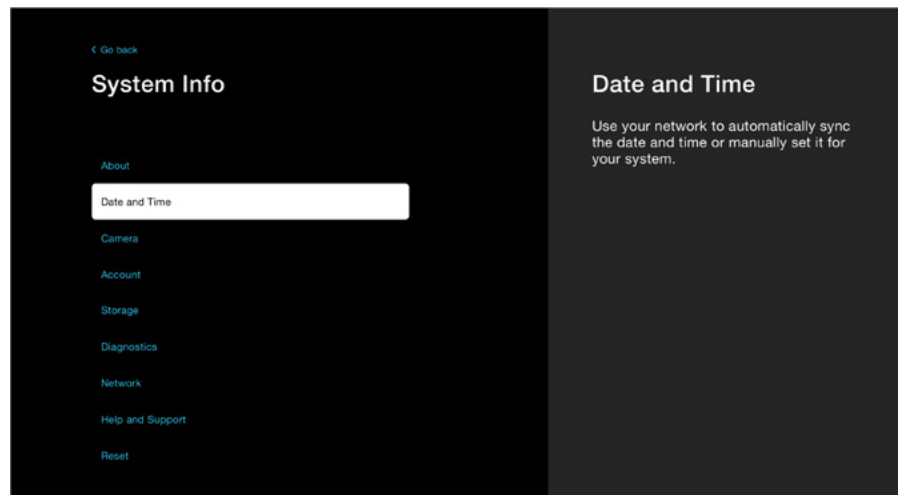 Go back
System Info
About
Date and Time
Camera
Account
Storage
Diagnostics
Network
Help and Support
Reset
Date and Time
Use your network to automatically sync
the date and time or manually set it for
your system.